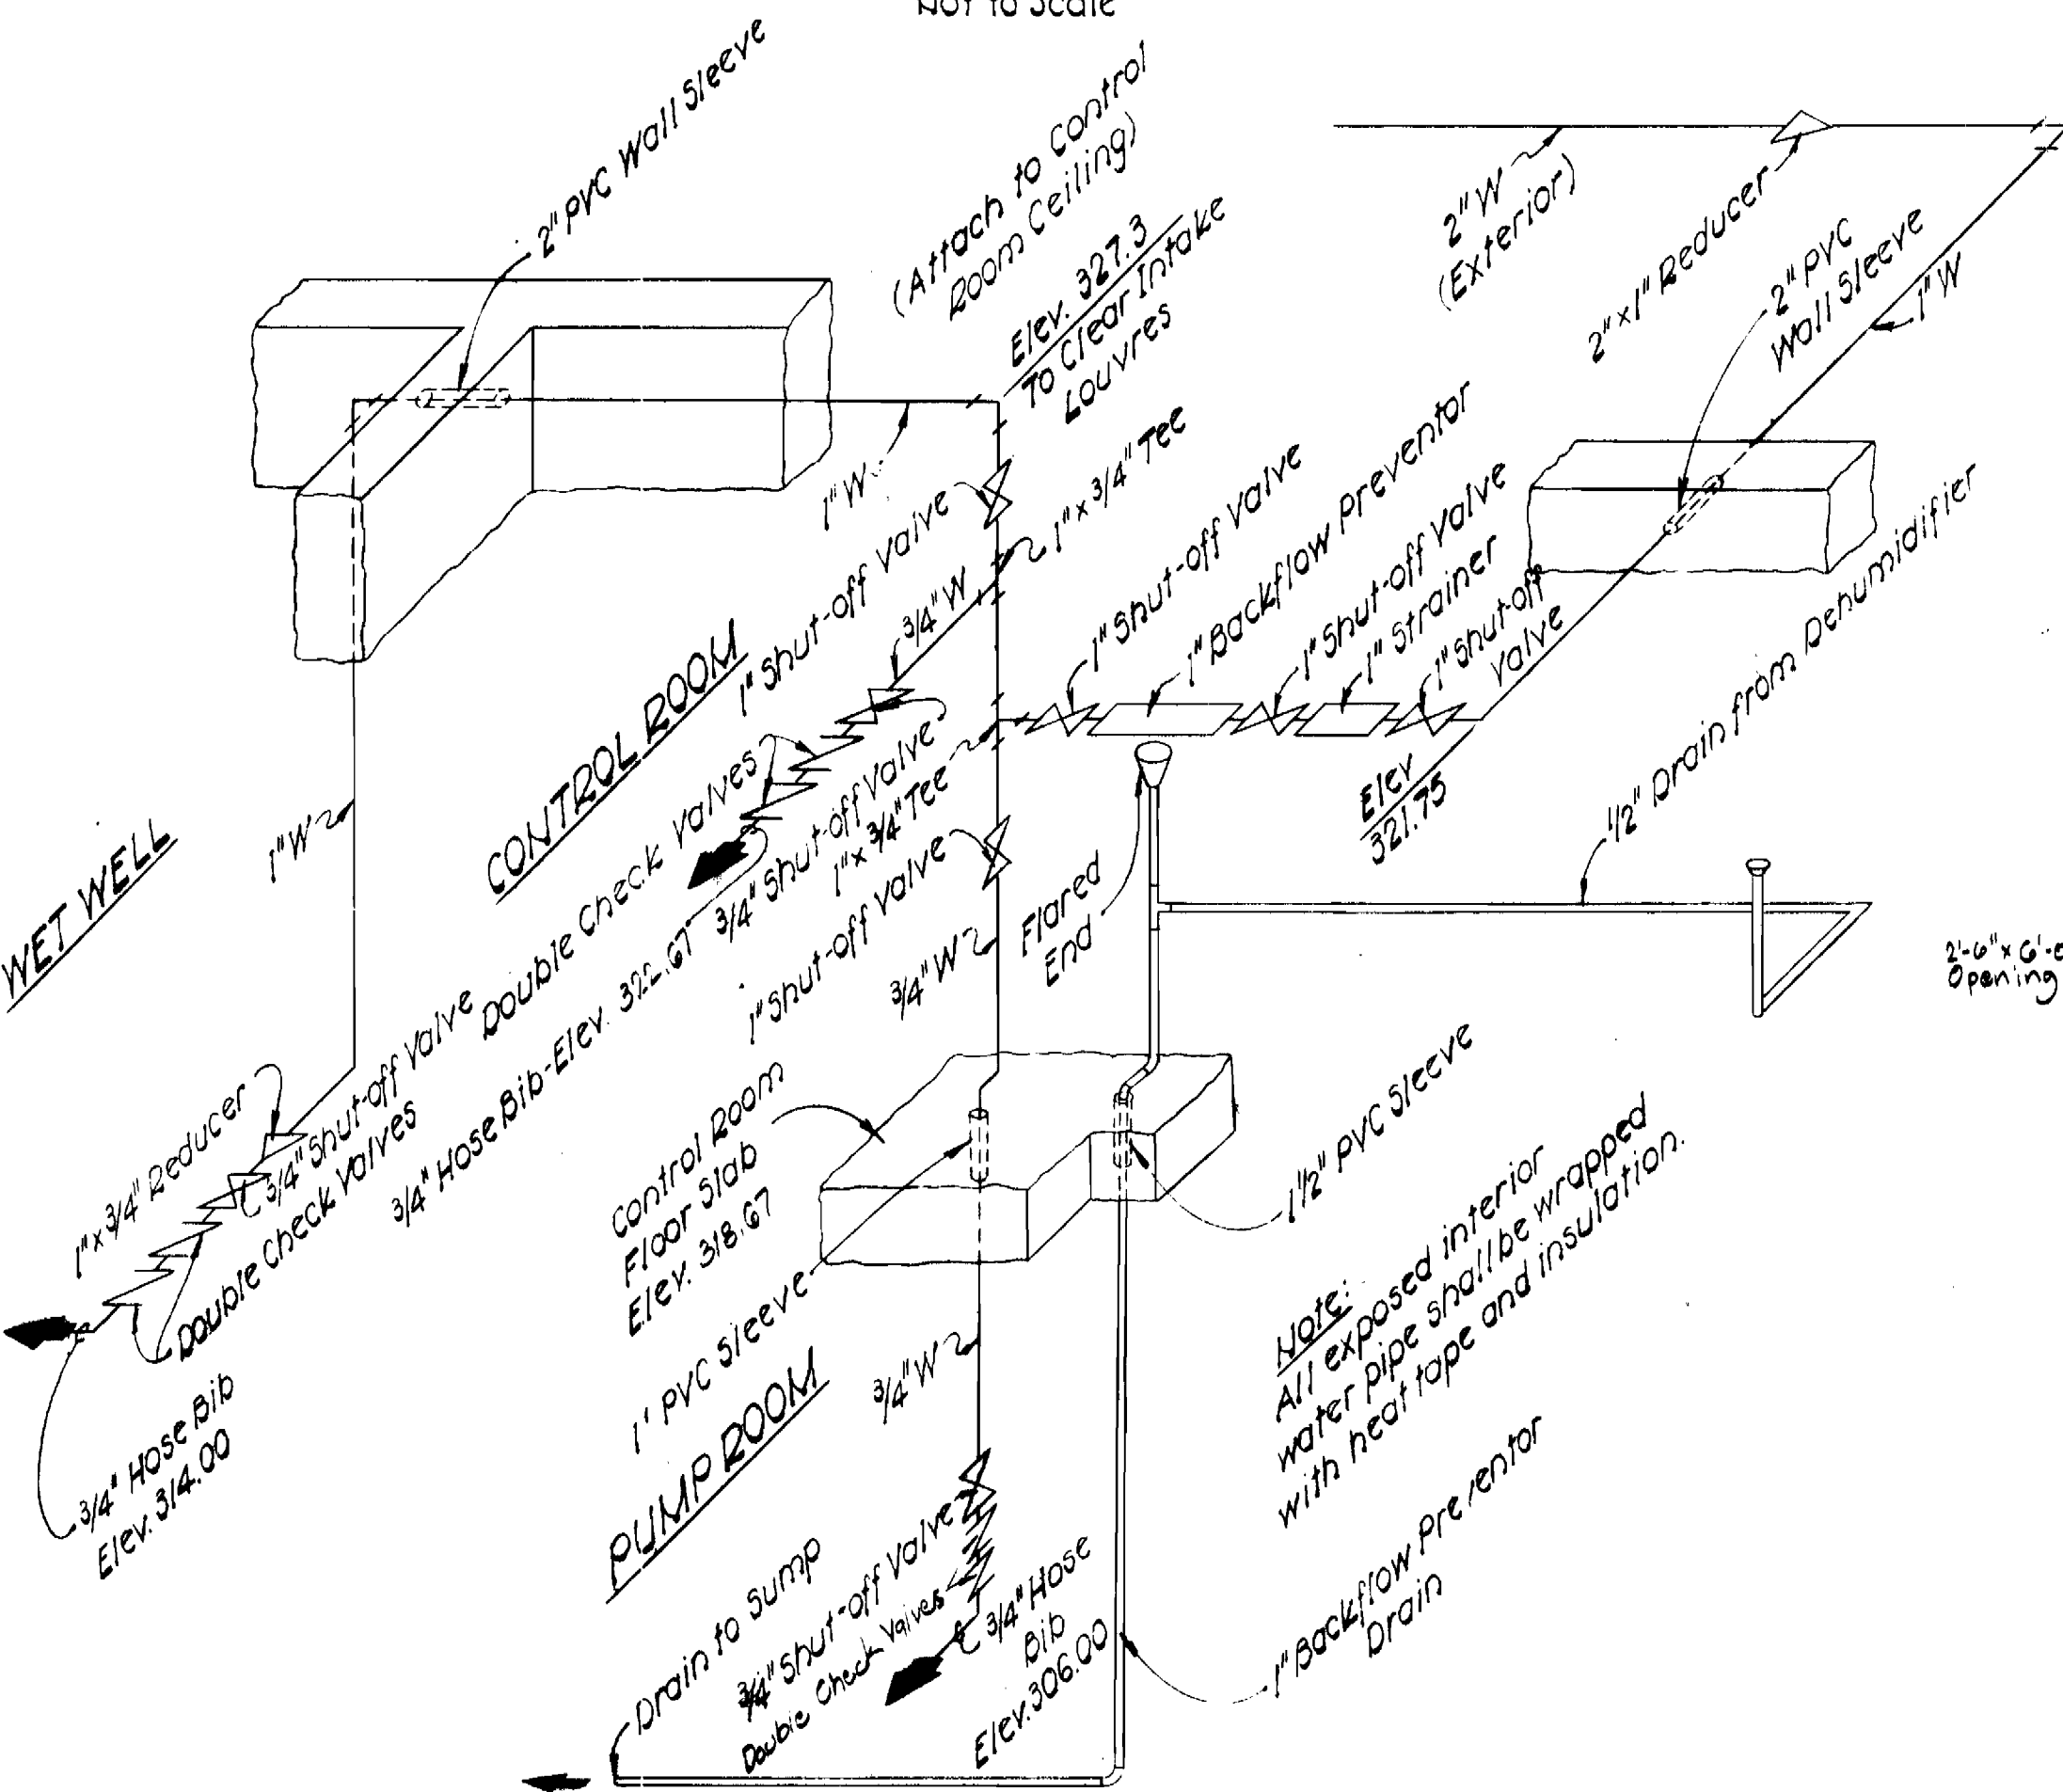 Not to Scale
2" PVC Wall Sleeve
(Attach to Control
Room Ceiling)
Elev. 327.3
To Clear Intake
Louvres
2" W
(Exterior)
2" x 1" Reducer
2" PVC
Wall Sleeve
1" W
1" W
1" Shut-off Valve
1" x 3/4" Tee
3/4" W
1" Shut-off Valve
1" Backflow Preventor
1" Shut-off Valve
1" Strainer
1" Shut-off
Valve
Elev
321.75
1/2" Drain from Dehumidifier
CONTROL ROOM
WET WELL
1" W
Double Check Valves
3/4" Shut-off Valve
1" x 3/4" Tee
1" Shut-off Valve
3/4" Hose Bib-Elev. 322.67
3/4" W
Flared
End
2'-6" x 6'-
Opening
1" x 3/4" Reducer
3/4" Shut-off Valve
Double Check Valves
3/4" Hose Bib
Elev. 314.00
Control Room
Floor Slab
Elev. 318.67
1" PVC Sleeve
1 1/2" PVC Sleeve
PUMP ROOM
3/4" W
Note:
All exposed interior
water pipe shall be wrapped
with heat tape and insulation.
Drain to Sump
3/4" Shut-off Valve
Double Check Valves
3/4" Hose
Bib
Elev. 306.00
1" Backflow Preventor
Drain